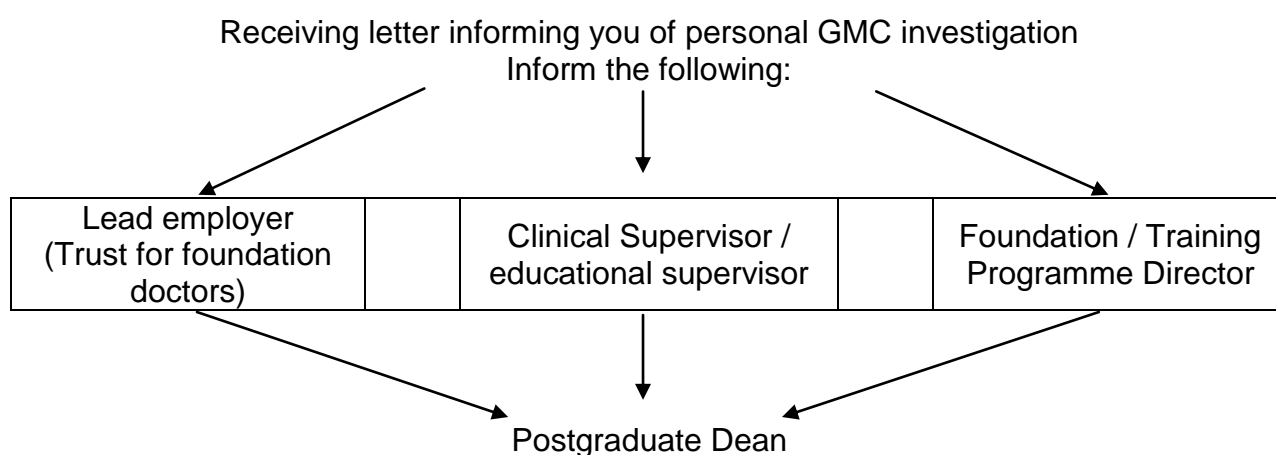 Receiving letter informing you of personal GMC investigation
Inform the following:
Lead employer
(Trust for foundation
doctors)
Clinical Supervisor /
educational supervisor
Foundation / Training
Programme Director
Postgraduate Dean